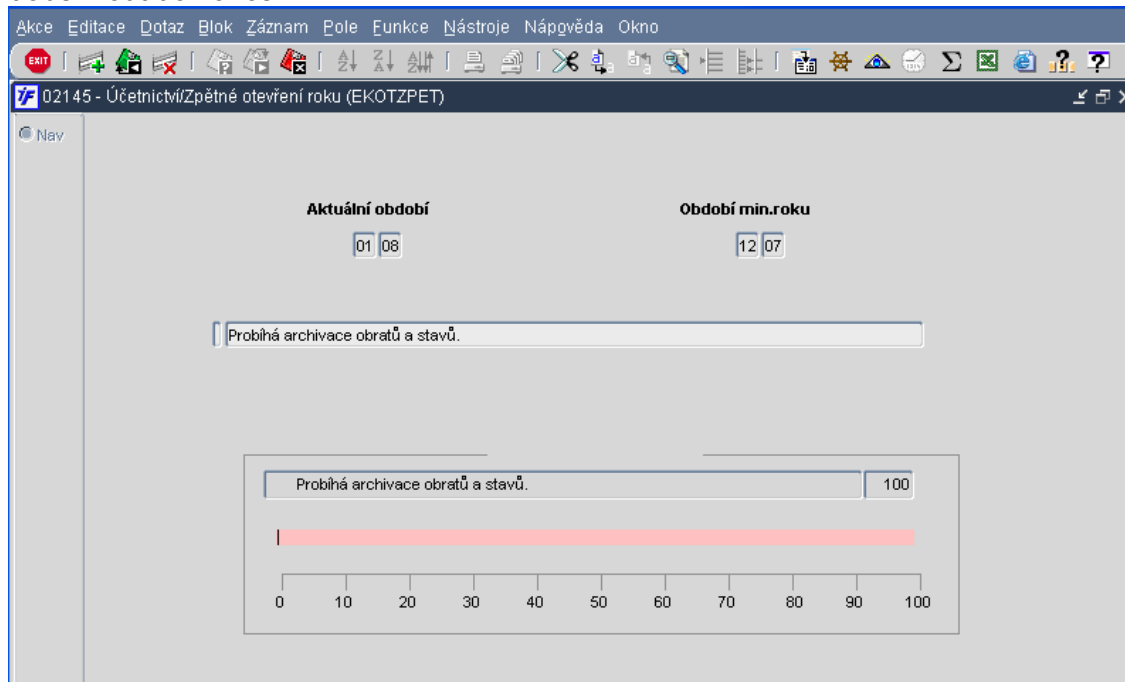 Akce Editace Dotaz Blok Záznam Pole Funkce Nástroje Nápověda Okno
EXIT
02145 - Účetnictví/Zpětné otevření roku (EKOTZPET)
Nav
Aktuální období Období min.roku
01 08 12 07
Probíhá archivace obratů a stavů.
Probíhá archivace obratů a stavů. 100
0 10 20 30 40 50 60 70 80 90 100